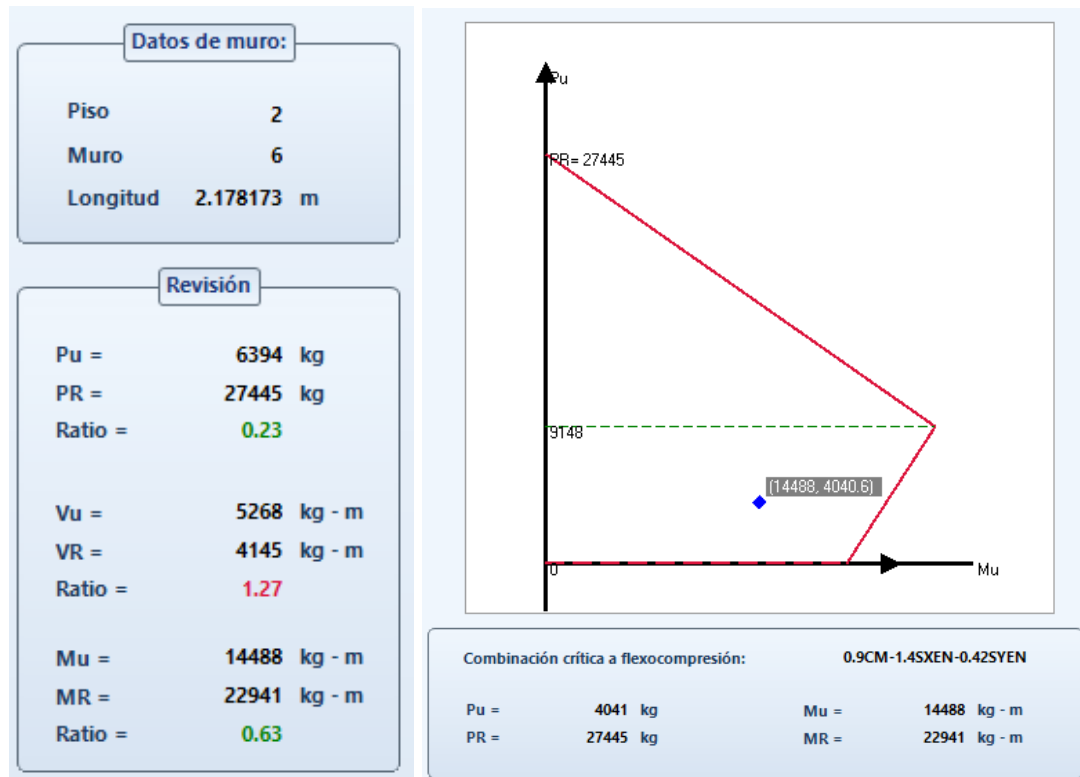 Datos de muro:
Piso 2
Muro 6
Longitud 2.178173 m
Revisión
Pu = 6394 kg
PR = 27445 kg
Ratio = 0.23
Vu = 5268 kg - m
VR = 4145 kg - m
Ratio = 1.27
Mu = 14488 kg - m
MR = 22941 kg - m
Ratio = 0.63
Pu
PR= 27445
9148
(14488, 4040.6)
0
Mu
Combinación crítica a flexocompresión: 0.9CM-1.4SXEN-0.42SYEN
Pu = 4041 kg Mu = 14488 kg - m
PR = 27445 kg MR = 22941 kg - m